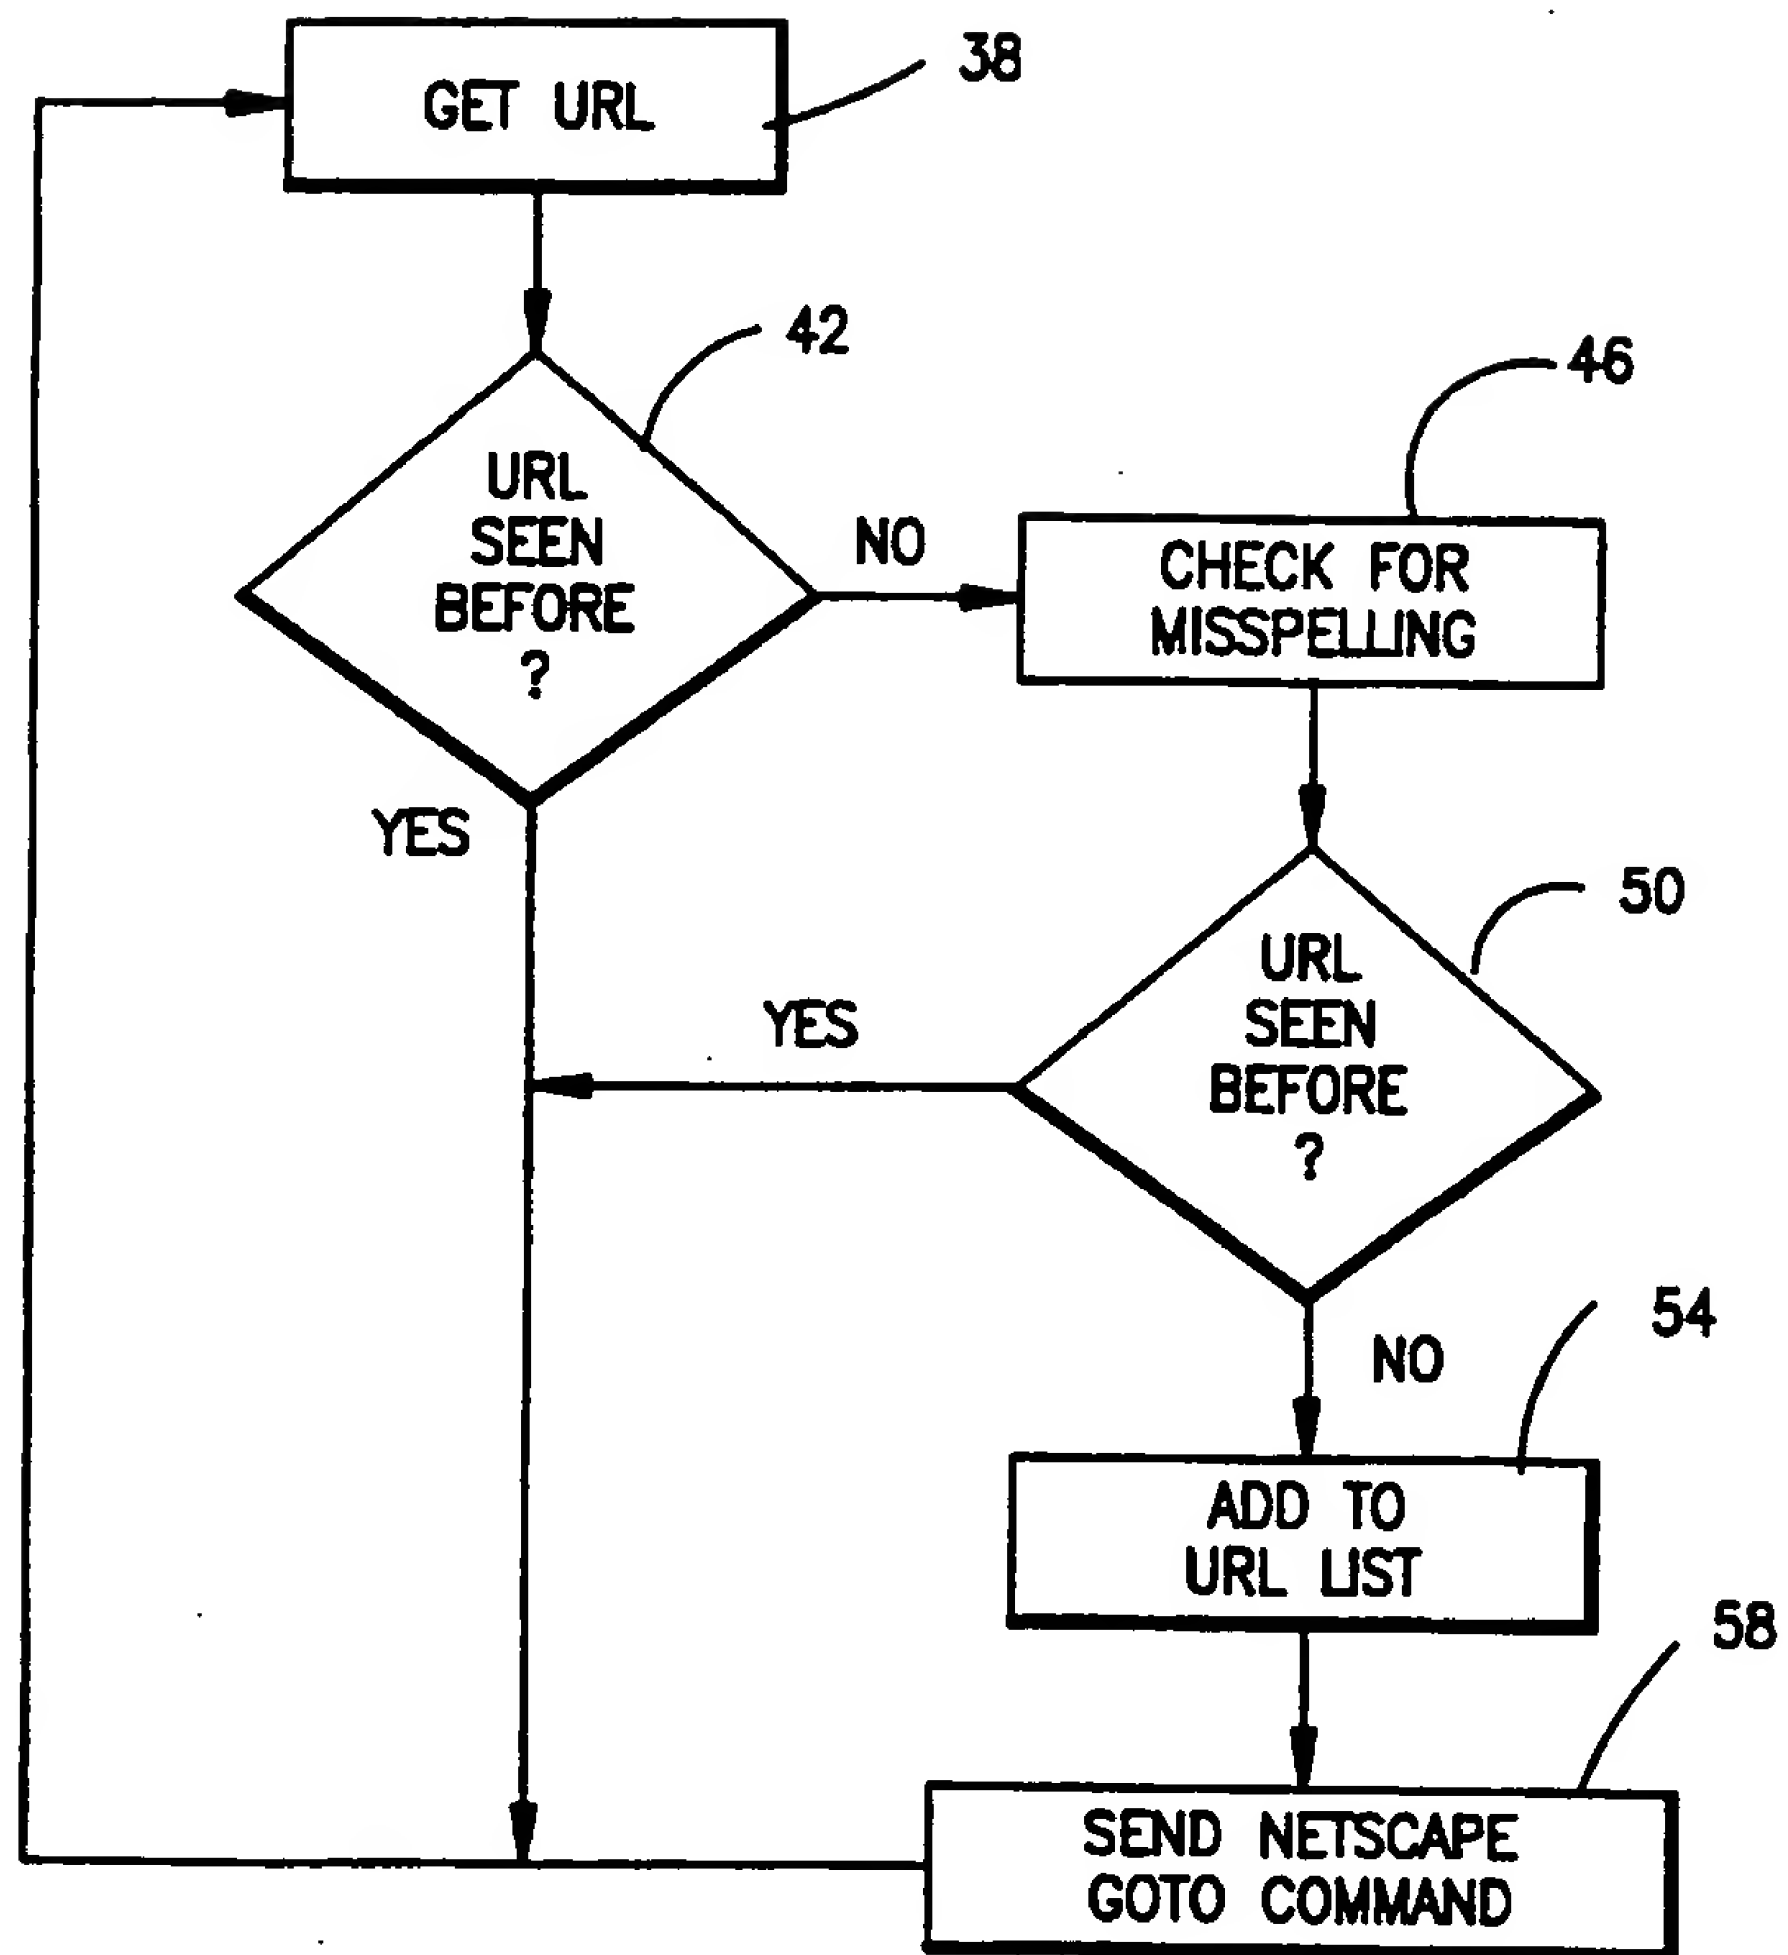 GET URL
38
42
URL
SEEN
BEFORE
?
NO
46
CHECK FOR
MISSPELLING
YES
50
URL
SEEN
BEFORE
?
YES
NO
54
ADD TO
URL LIST
58
SEND NETSCAPE
GOTO COMMAND